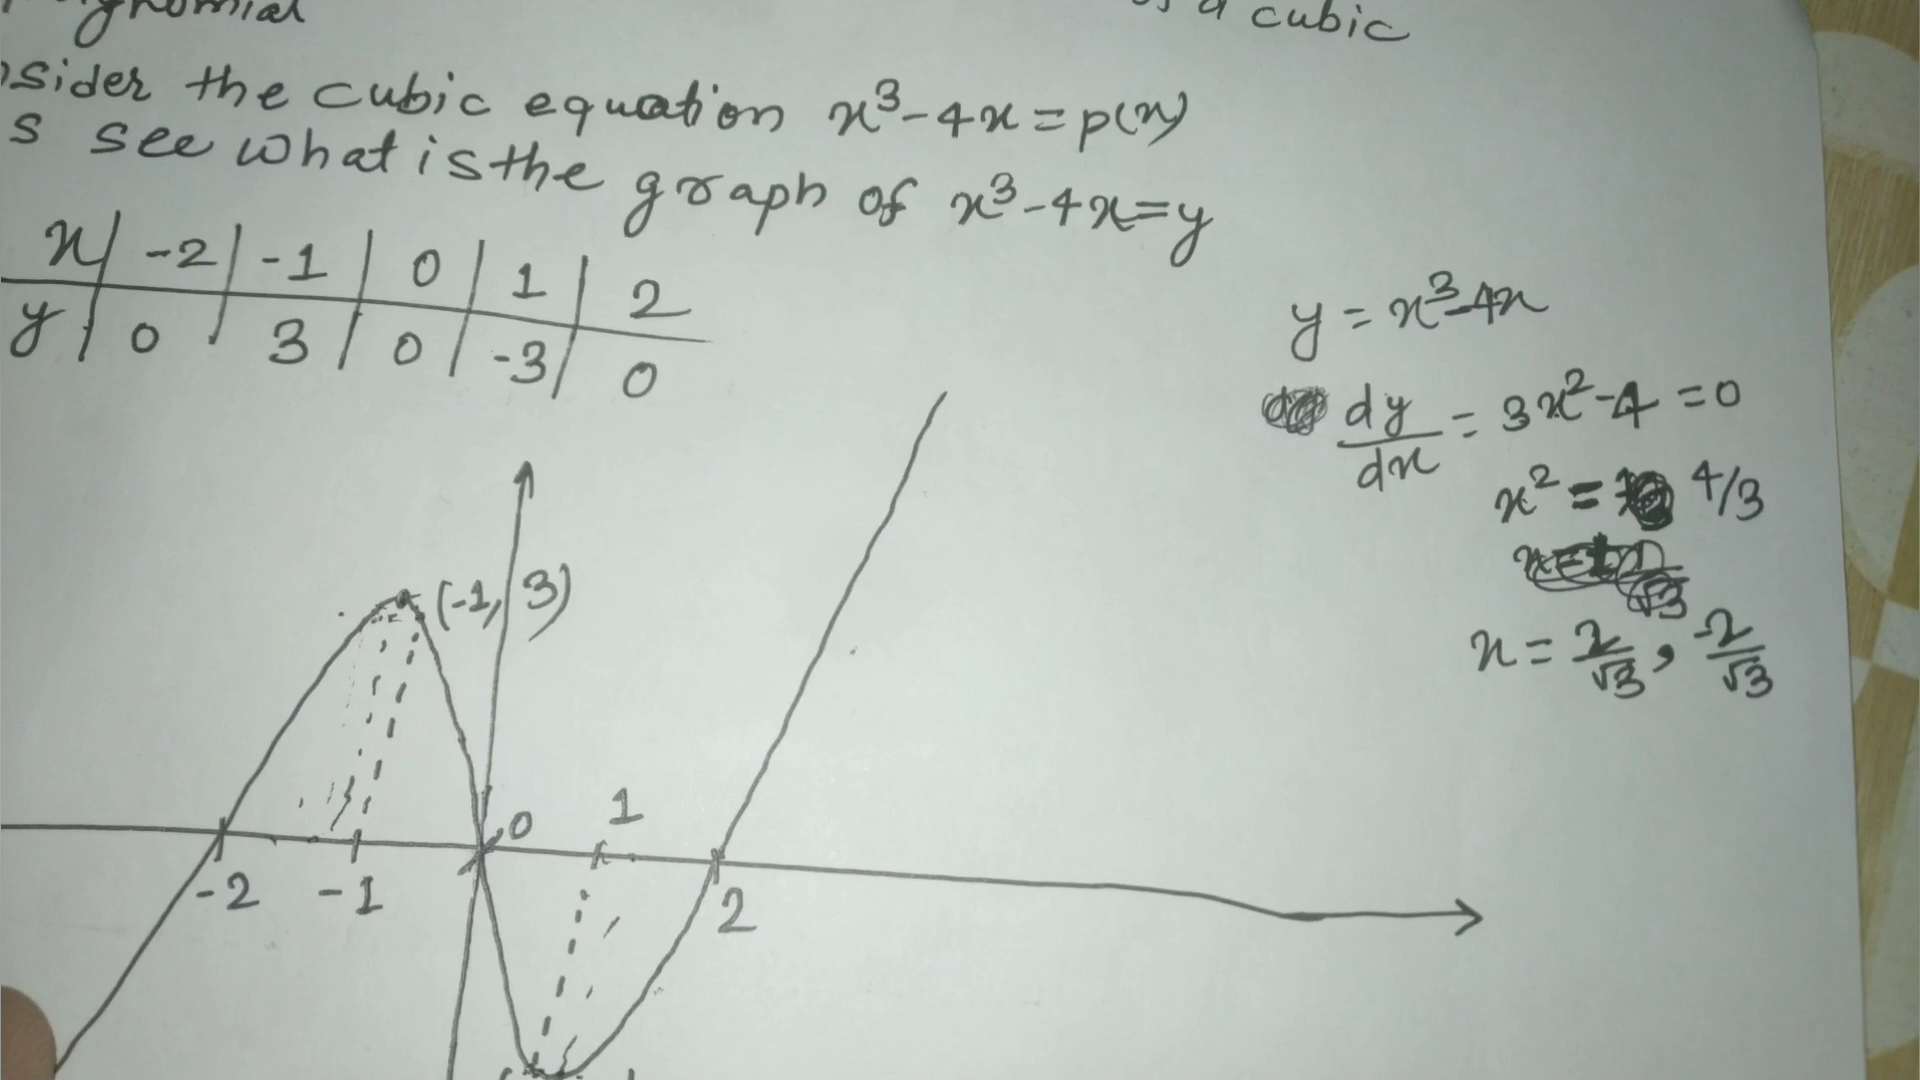 cubic
the cubic equation x³-4x=p(x)
see what is the graph of x³-4x=y
x | -2 | -1 | 0 | 1 | 2
y | 0 | 3 | 0 | -3 | 0
y = x³-4x
dy/dx = 3x²-4 = 0
x² = 4/3
x = 2/√3, -2/√3
(-1, 3)
0
1
-2 -1
2